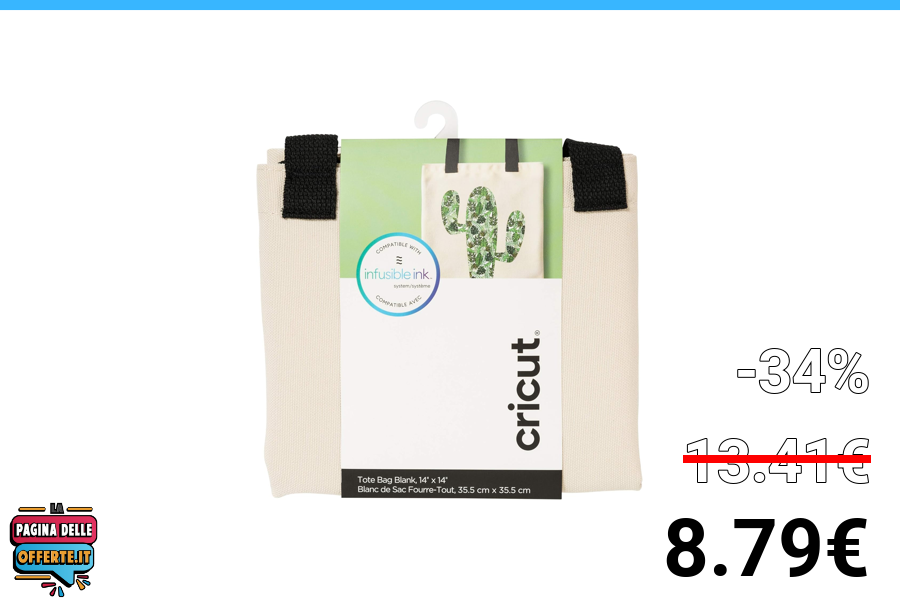 COMPATIBLE WITH
infusible ink™
system/système
COMPATIBLE AVEC
cricut®
Tote Bag Blank, 14" x 14"
Blanc de Sac Fourre-Tout, 35.5 cm x 35.5 cm
-34%
13.41€
8.79€
LA
PAGINA DELLE
OFFERTE.IT